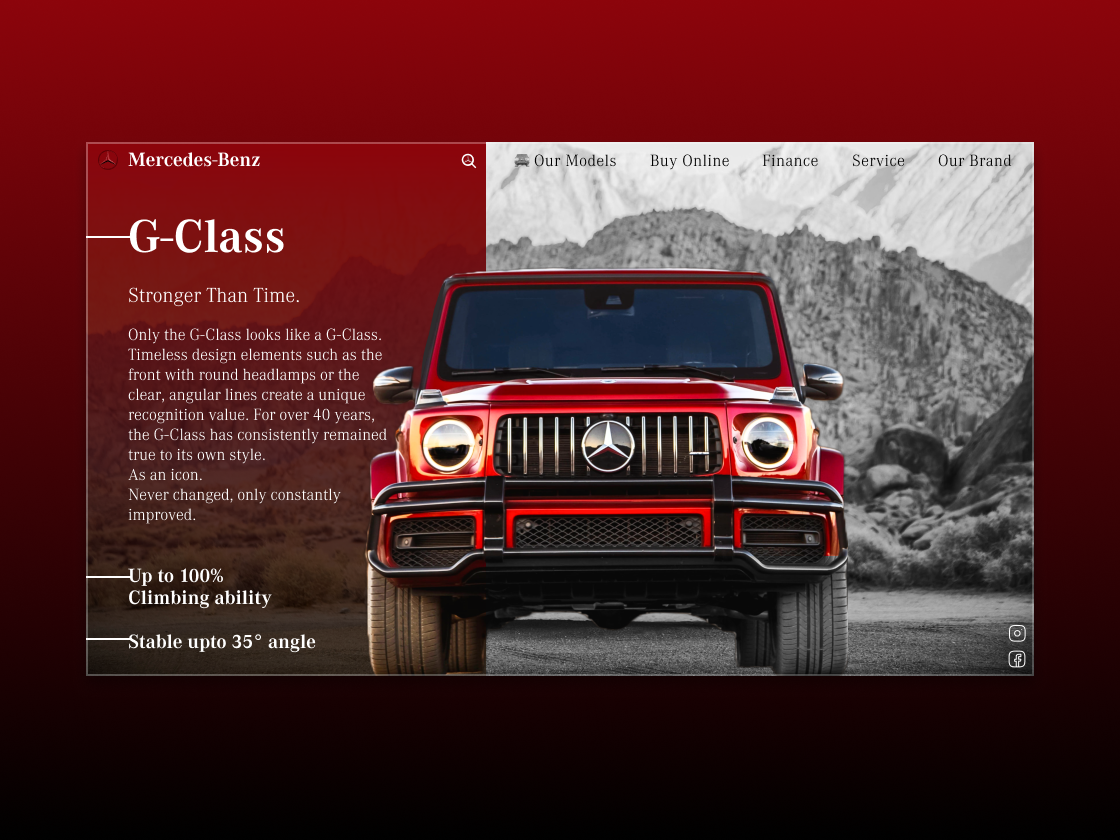 Mercedes-Benz
Our Models
Buy Online
Finance
Service
Our Brand
G-Class
Stronger Than Time.
Only the G-Class looks like a G-Class.
Timeless design elements such as the
front with round headlamps or the
clear, angular lines create a unique
recognition value. For over 40 years,
the G-Class has consistently remained
true to its own style.
As an icon.
Never changed, only constantly
improved.
Up to 100%
Climbing ability
Stable upto 35° angle